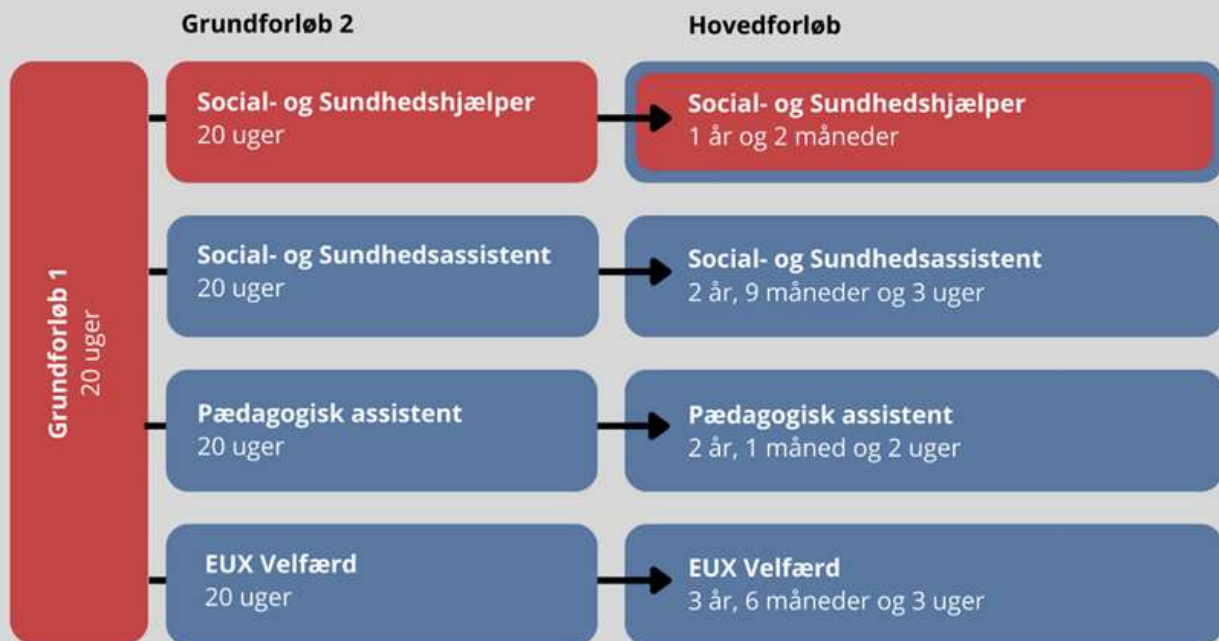 Grundforløb 2
Hovedforløb
Grundforløb 1
20 uger
Social- og Sundhedshjælper
20 uger
Social- og Sundhedshjælper
1 år og 2 måneder
Social- og Sundhedsassistent
20 uger
Social- og Sundhedsassistent
2 år, 9 måneder og 3 uger
Pædagogisk assistent
20 uger
Pædagogisk assistent
2 år, 1 måned og 2 uger
EUX Velfærd
20 uger
EUX Velfærd
3 år, 6 måneder og 3 uger